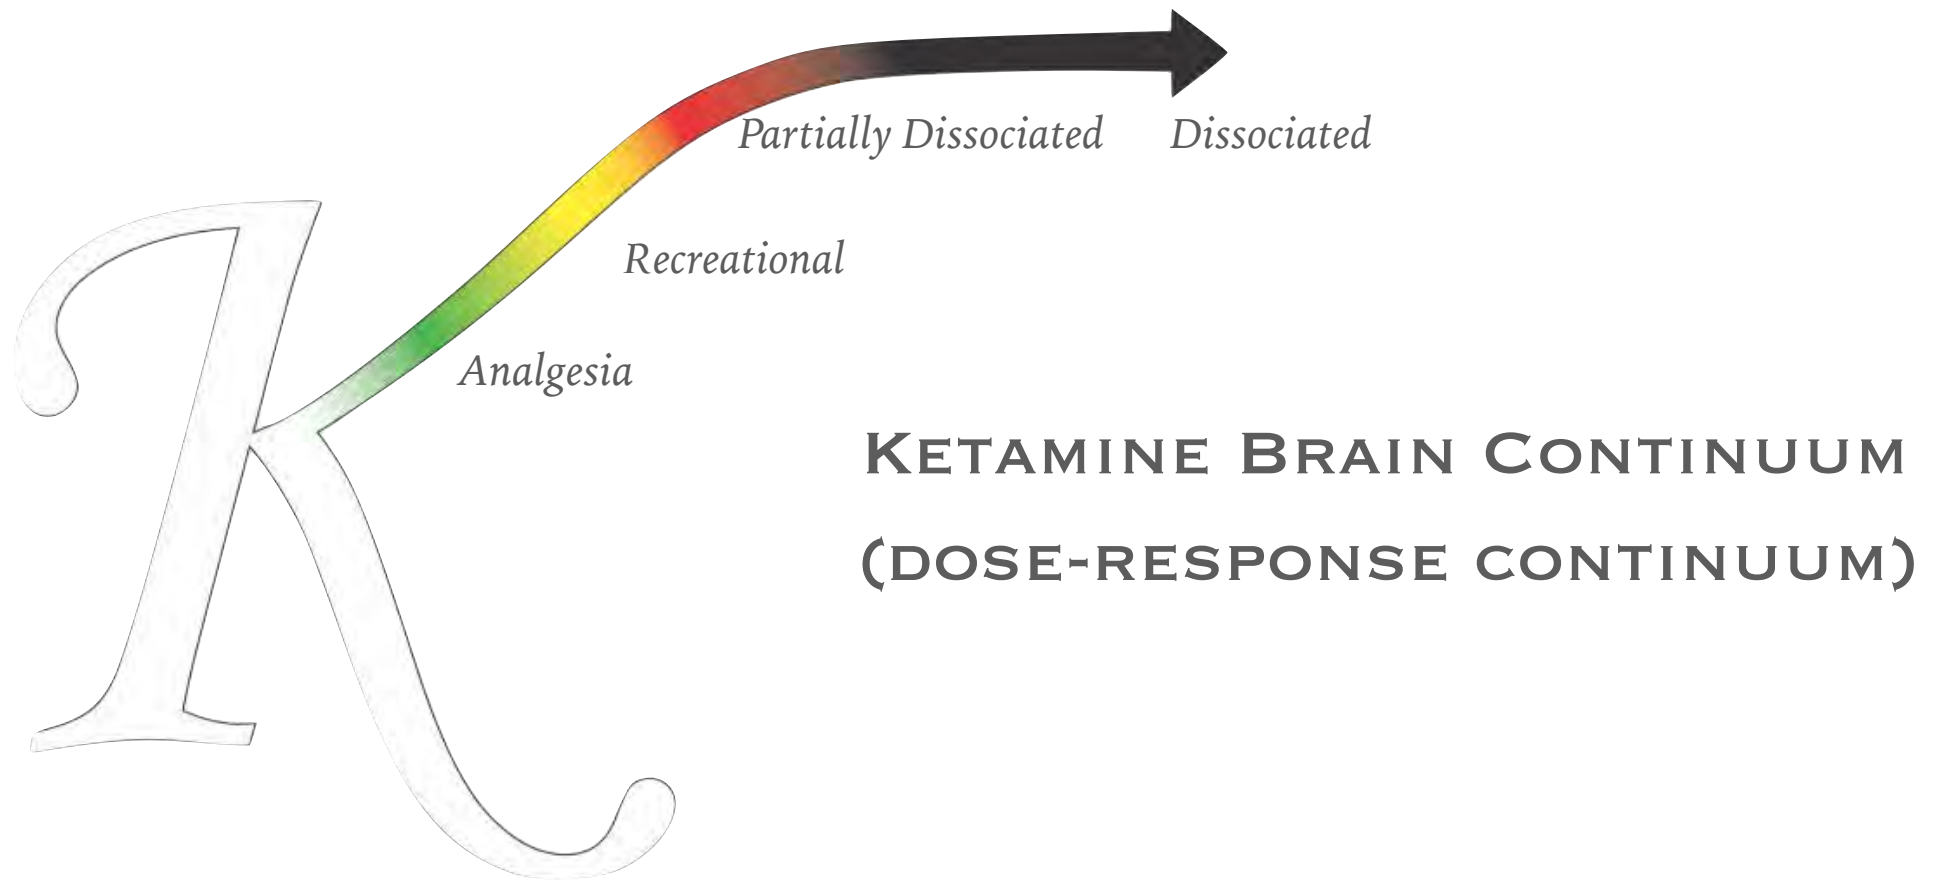 K
Partially Dissociated Dissociated
Recreational
Analgesia
KETAMINE BRAIN CONTINUUM
(DOSE-RESPONSE CONTINUUM)